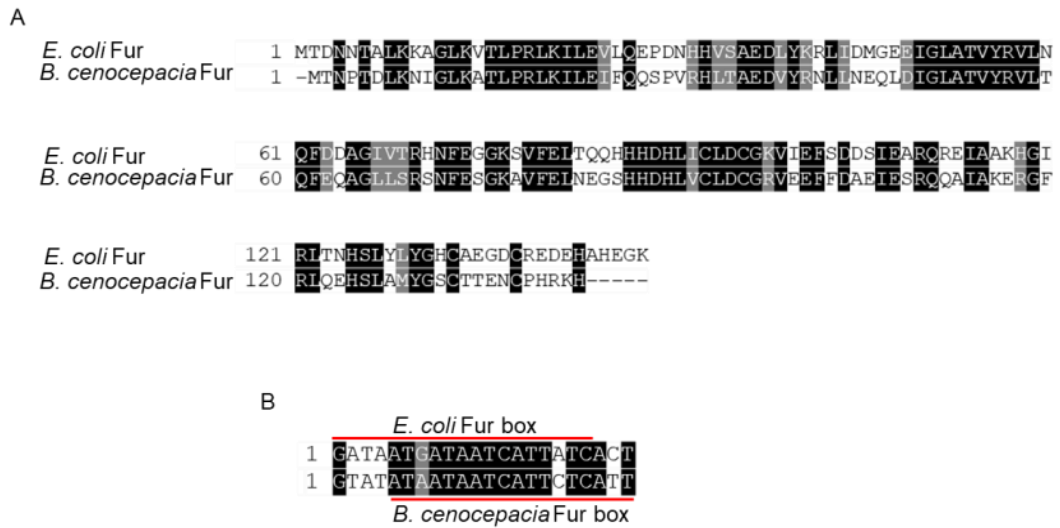 A
E. coli Fur 1 MTDNNTALKKAGLKVTLPRLKILEVLQEPDNHHVSAEDLYKRLIDMGEEIGLATVYRVLN
B. cenocepacia Fur 1 -MTNPTDLKNIGLKATLPRLKILEIFQQSPVRHLTAEDVYRNLLNEQLDIGLATVYRVLT
E. coli Fur 61 QFDDAGIVTRHNFEGGKSVFELTQQHHHDHLICLDCGKVIEFSDDSIEARQREIAAKHGI
B. cenocepacia Fur 60 QFEQAGLLSRSNFESGKAVFELNEGSHHDHLVCLDCGRVEEFFDAEIESRQQAIAKERGF
E. coli Fur 121 RLTNHSLYLYGHCAEGDCREDEHAHEGK
B. cenocepacia Fur 120 RLQEHSLAMYGSCTTENCPHRKH-----
B
E. coli Fur box
1 GATAATGATAATCATTATCACT
1 GTATATAATAATCATTCTCATT
B. cenocepacia Fur box